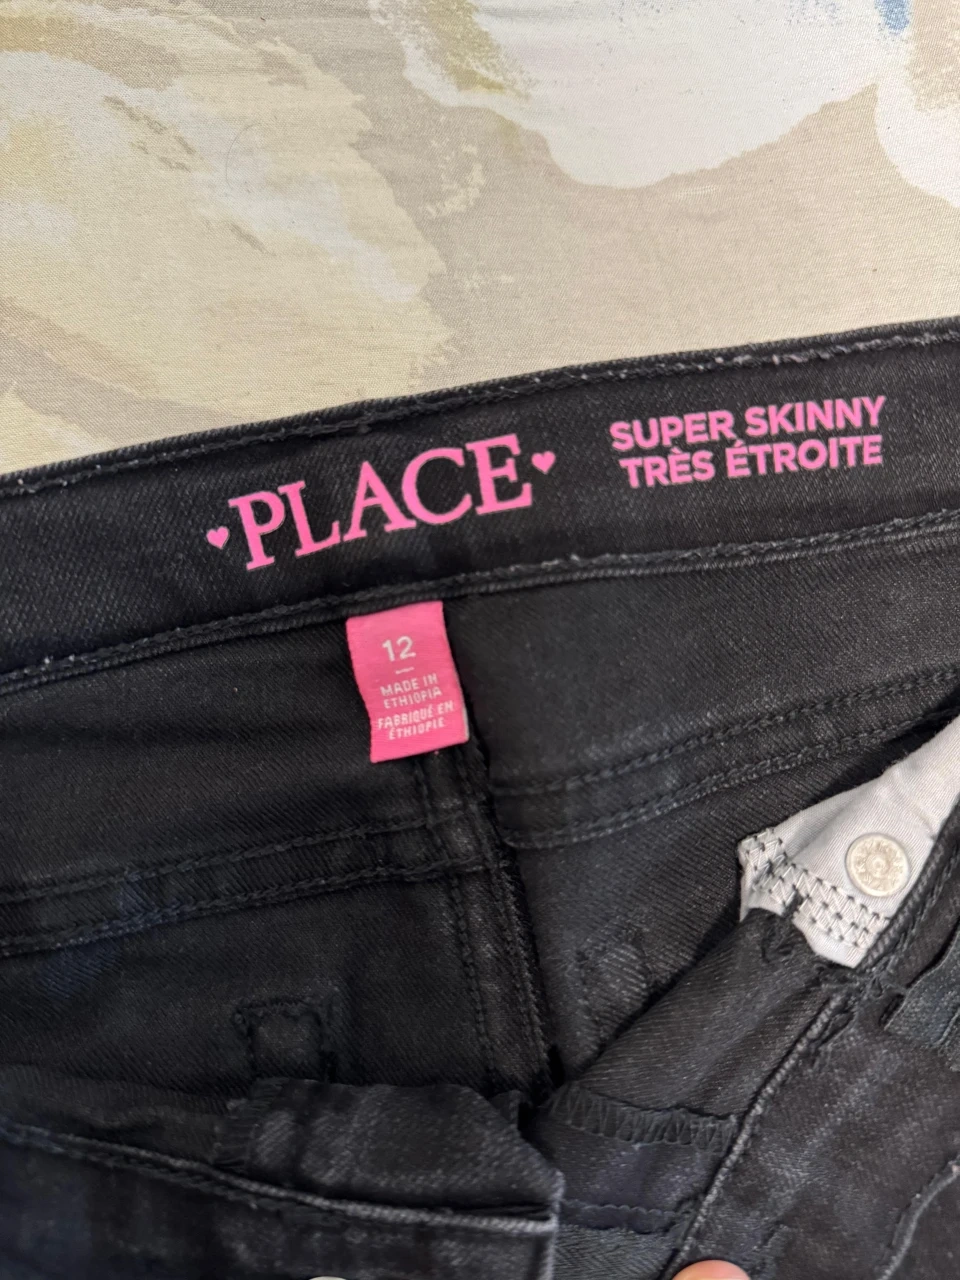 PLACE
SUPER SKINNY
TRÈS ÉTROITE
12
MADE IN
ETHIOPIA
FABRIQUÉ EN
ÉTHIOPIE